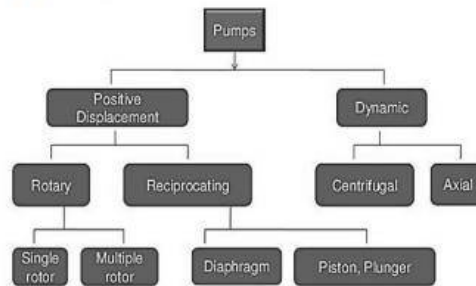 Pumps
Positive
Displacement
Dynamic
Rotary
Reciprocating
Centrifugal
Axial
Single
rotor
Multiple
rotor
Diaphragm
Piston, Plunger